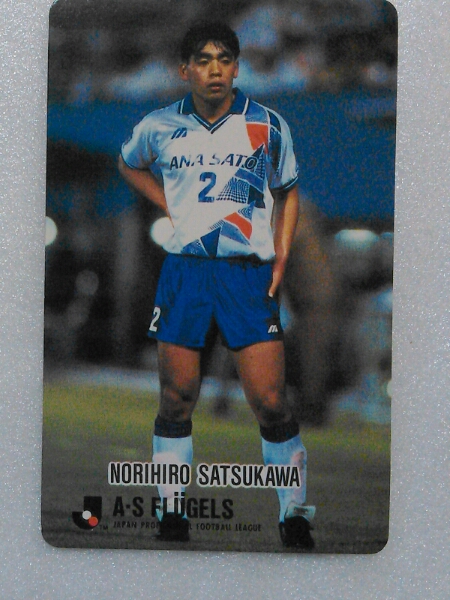 ANA SATO
2
2
NORIHIRO SATSUKAWA
A·S FLÜGELS
JAPAN PROFESSIONAL FOOTBALL LEAGUE